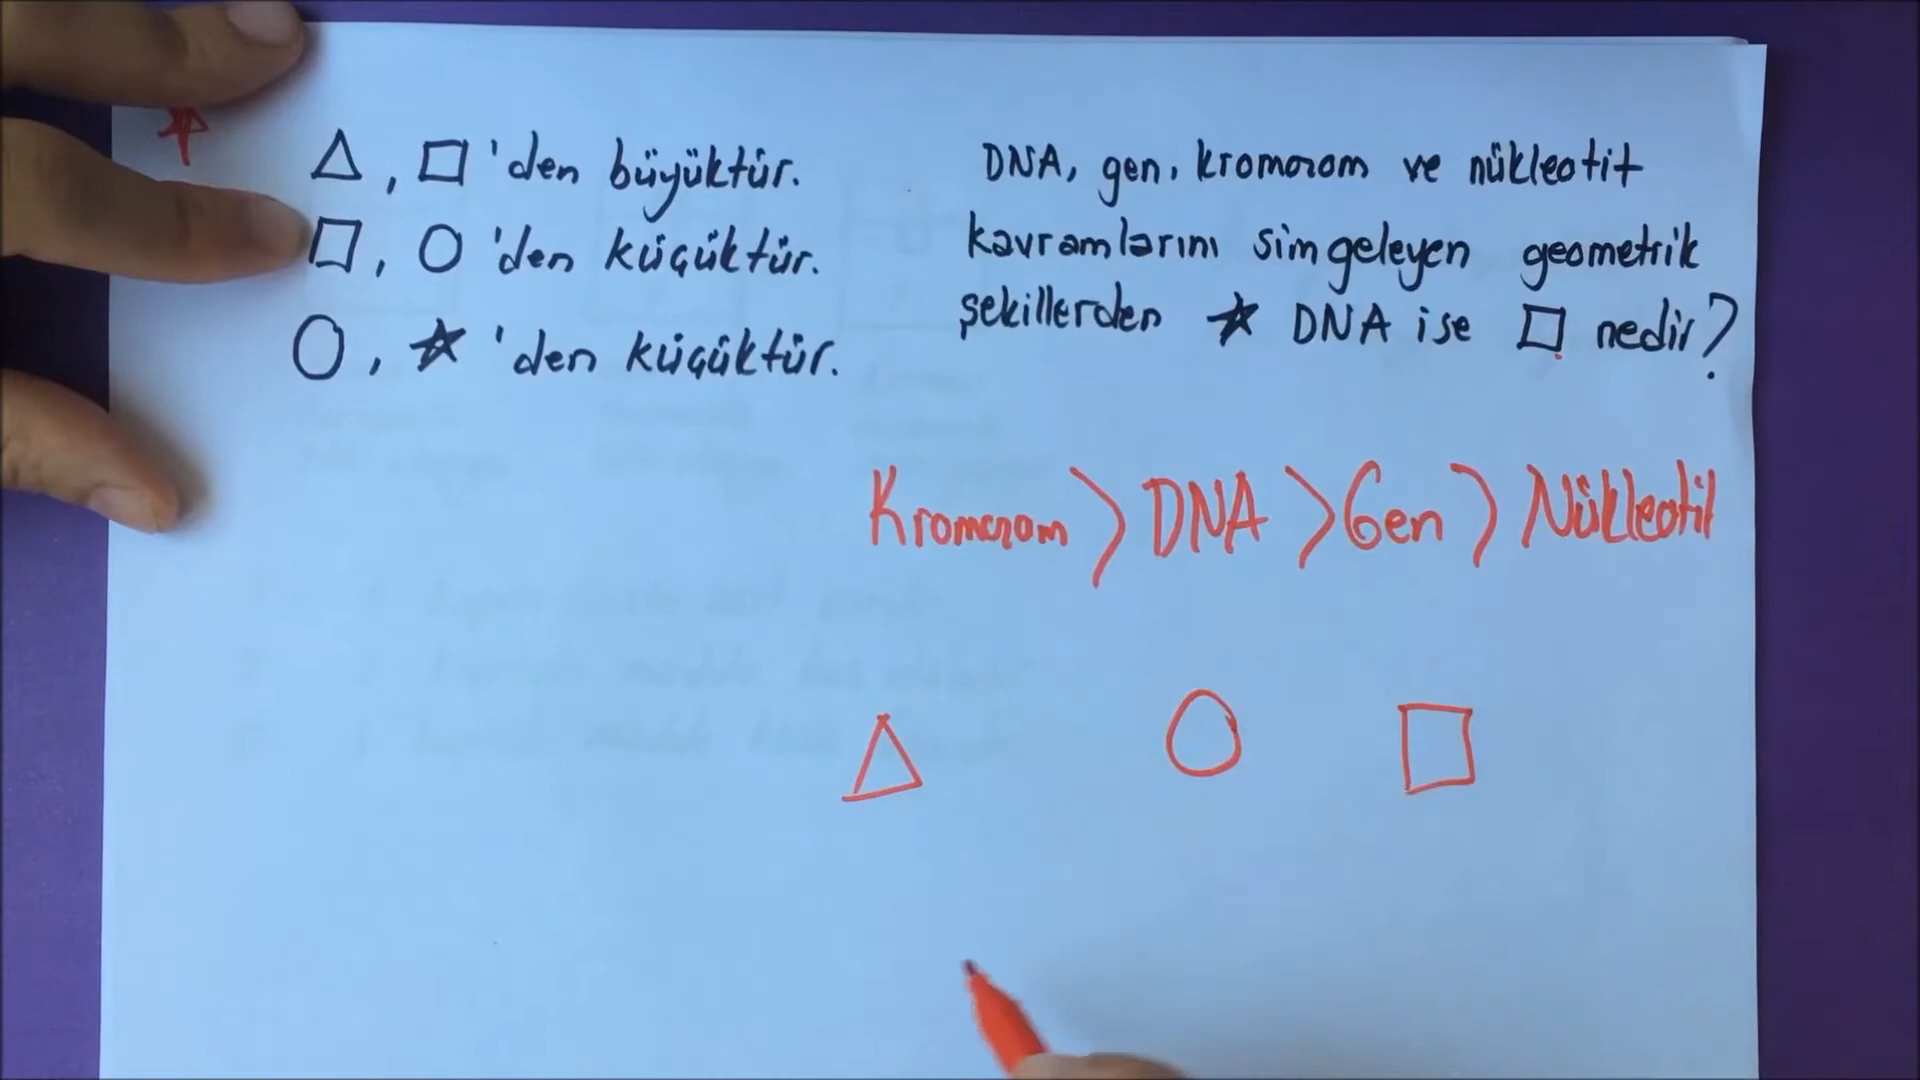 △, □ 'den büyüktür.
□, ○ 'den küçüktür.
○, ☆ 'den küçüktür.
DNA, gen, kromozom ve nükleotit
kavramlarını simgeleyen geometrik
şekillerden ☆ DNA ise □ nedir?
Kromozom > DNA > Gen > Nükleotit